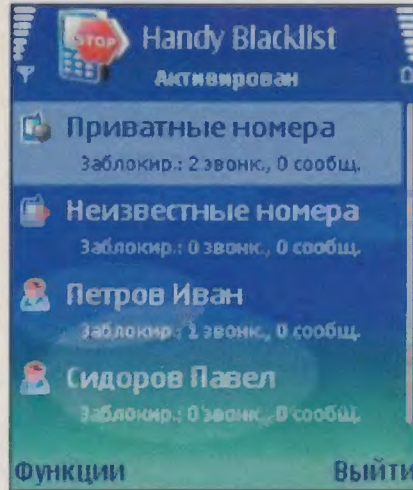 STOP
Handy Blacklist
Активирован
Приватные номера
Заблокир.: 2 звонк., 0 сообщ.
Неизвестные номера
Заблокир.: 0 звонк., 0 сообщ.
Петров Иван
Заблокир.: 1 звонк., 0 сообщ.
Сидоров Павел
Заблокир.: 0 звонк., 0 сообщ.
Функции Выйти